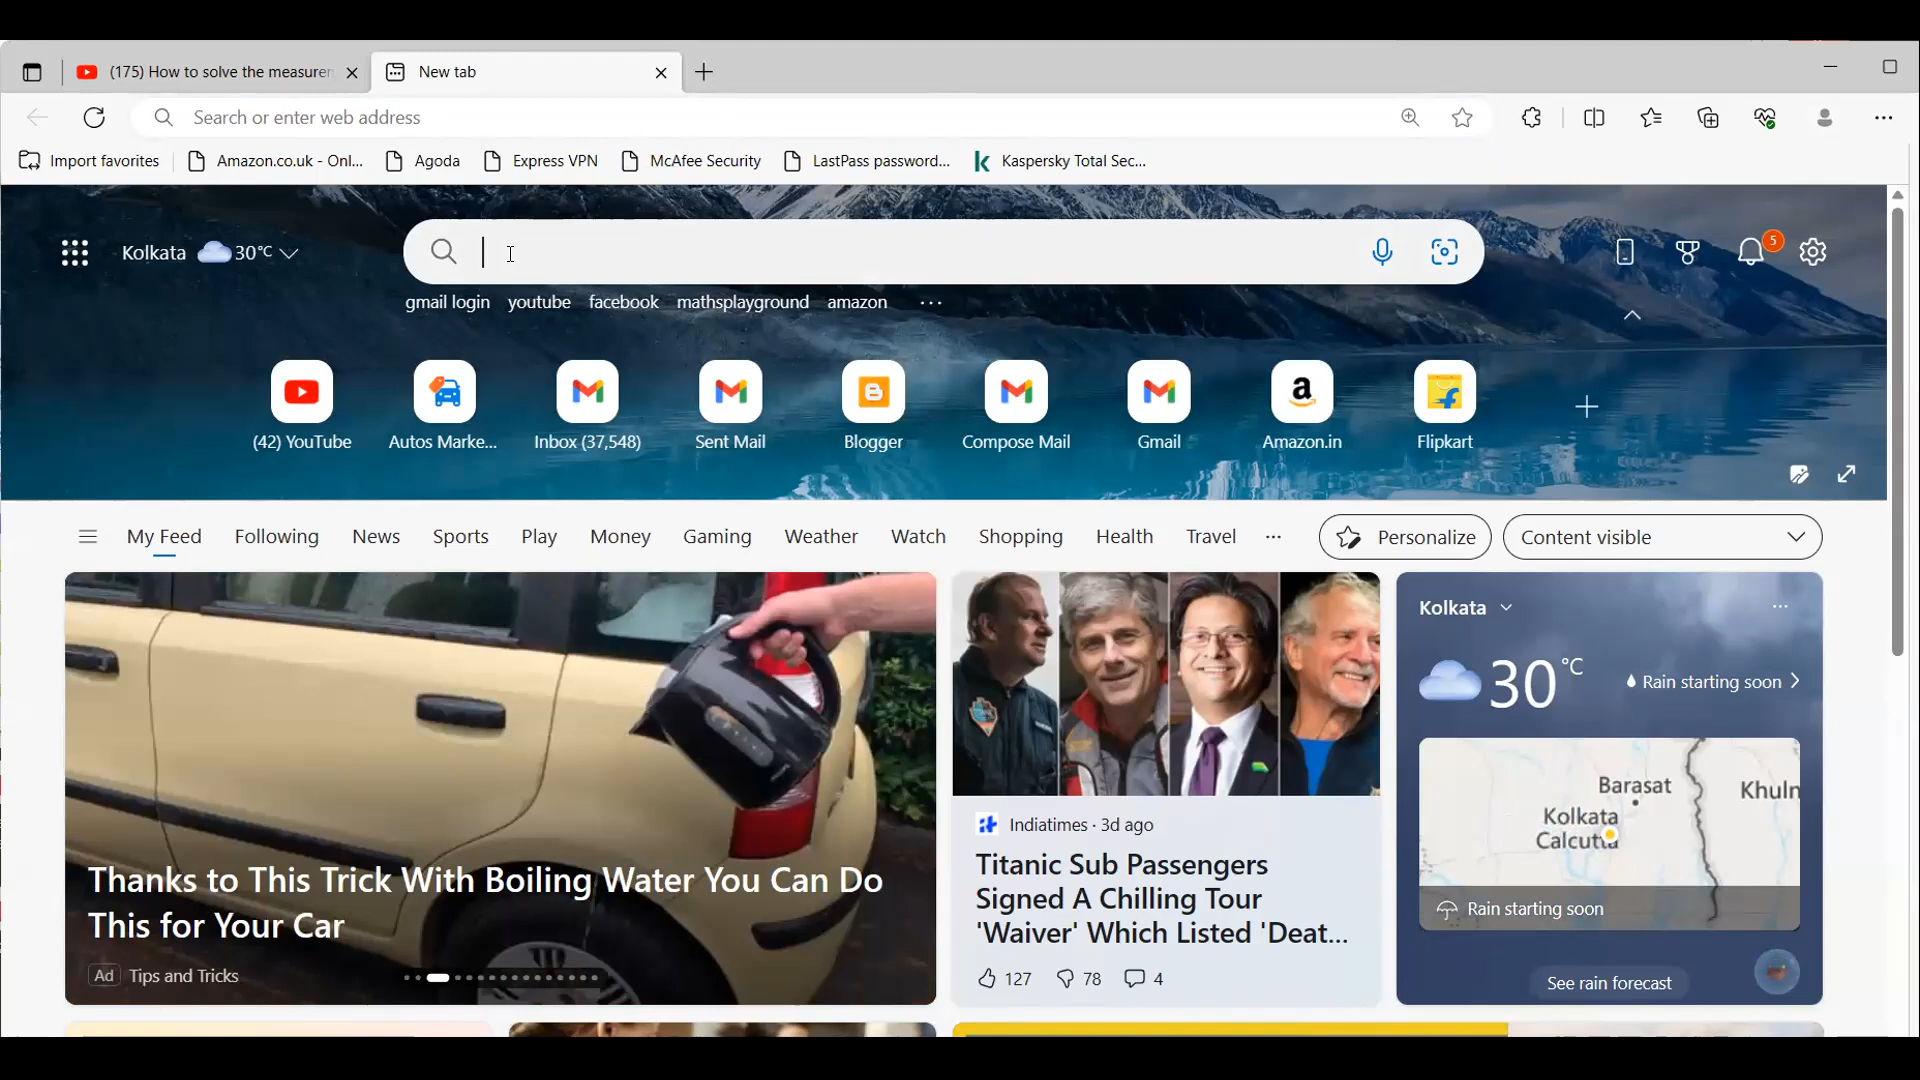 (175) How to solve the measurem
New tab
Search or enter web address
Import favorites
Amazon.co.uk - Onl...
Agoda
Express VPN
McAfee Security
LastPass password...
Kaspersky Total Sec...
Kolkata 30°C
5
gmail login youtube facebook mathsplayground amazon ...
(42) YouTube
Autos Marke...
Inbox (37,548)
Sent Mail
Blogger
Compose Mail
Gmail
Amazon.in
Flipkart
My Feed Following News Sports Play Money Gaming Weather Watch Shopping Health Travel ...
Personalize
Content visible
Thanks to This Trick With Boiling Water You Can Do
This for Your Car
Ad Tips and Tricks
Indiatimes · 3d ago
Titanic Sub Passengers
Signed A Chilling Tour
'Waiver' Which Listed 'Deat...
127 78 4
Kolkata
30 °C
Rain starting soon
Barasat
Khuln
Kolkata
Calcutta
Rain starting soon
See rain forecast